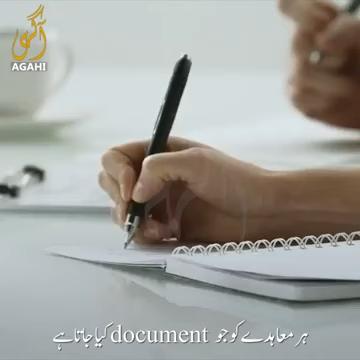 آگہی
AGAHI
ہر معاہدے کو جو document کیا جاتا ہے